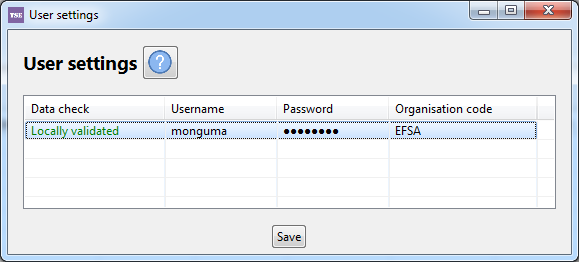 TSE User settings
User settings ?
Data check Username Password Organisation code
Locally validated monguma ●●●●●●●● EFSA
Save